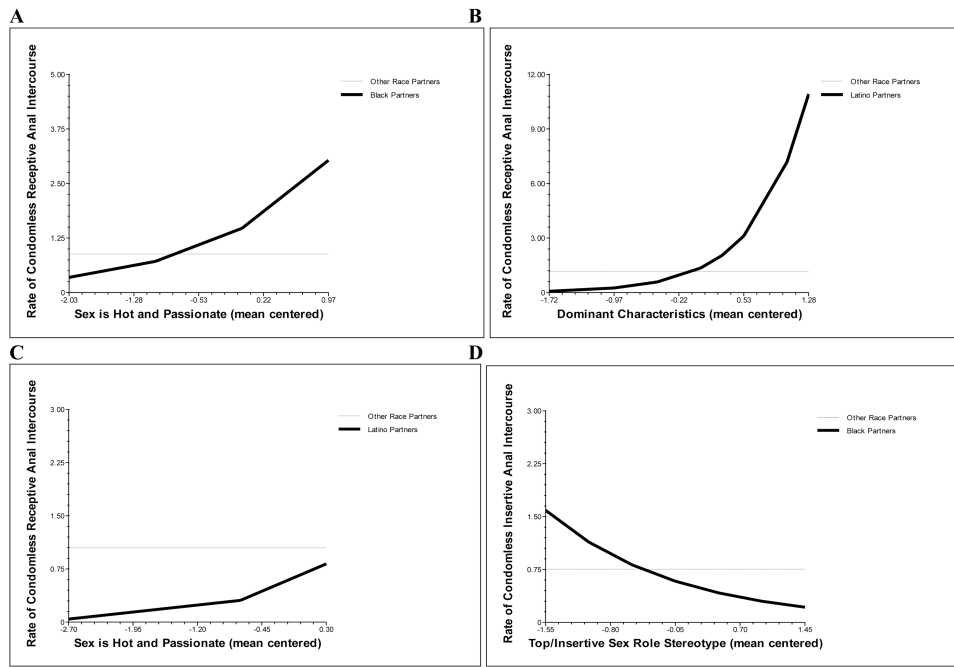 A
Rate of Condomless Receptive Anal Intercourse
5.00
3.75
2.50
1.25
0
-2.03
-1.28
-0.53
0.22
0.97
Sex is Hot and Passionate (mean centered)
Other Race Partners
Black Partners
B
Rate of Condomless Receptive Anal Intercourse
12.00
9.00
6.00
3.00
0
-1.72
-0.97
-0.22
0.53
1.28
Dominant Characteristics (mean centered)
Other Race Partners
Latino Partners
C
Rate of Condomless Receptive Anal Intercourse
3.00
2.25
1.50
0.75
0
-2.70
-1.95
-1.20
-0.45
0.30
Sex is Hot and Passionate (mean centered)
Other Race Partners
Latino Partners
D
Rate of Condomless Insertive Anal Intercourse
3.00
2.25
1.50
0.75
0
-1.55
-0.80
-0.05
0.70
1.45
Top/Insertive Sex Role Stereotype (mean centered)
Other Race Partners
Black Partners